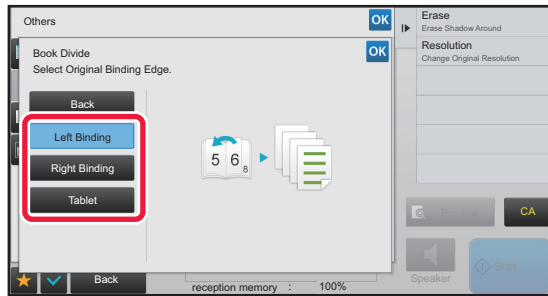 Others
OK
Book Divide
Select Original Binding Edge.
OK
Back
Left Binding
Right Binding
Tablet
5 6
8
Back
reception memory : 100%
Erase
Erase Shadow Around
Resolution
Change Original Resolution
CA
Speaker
Start